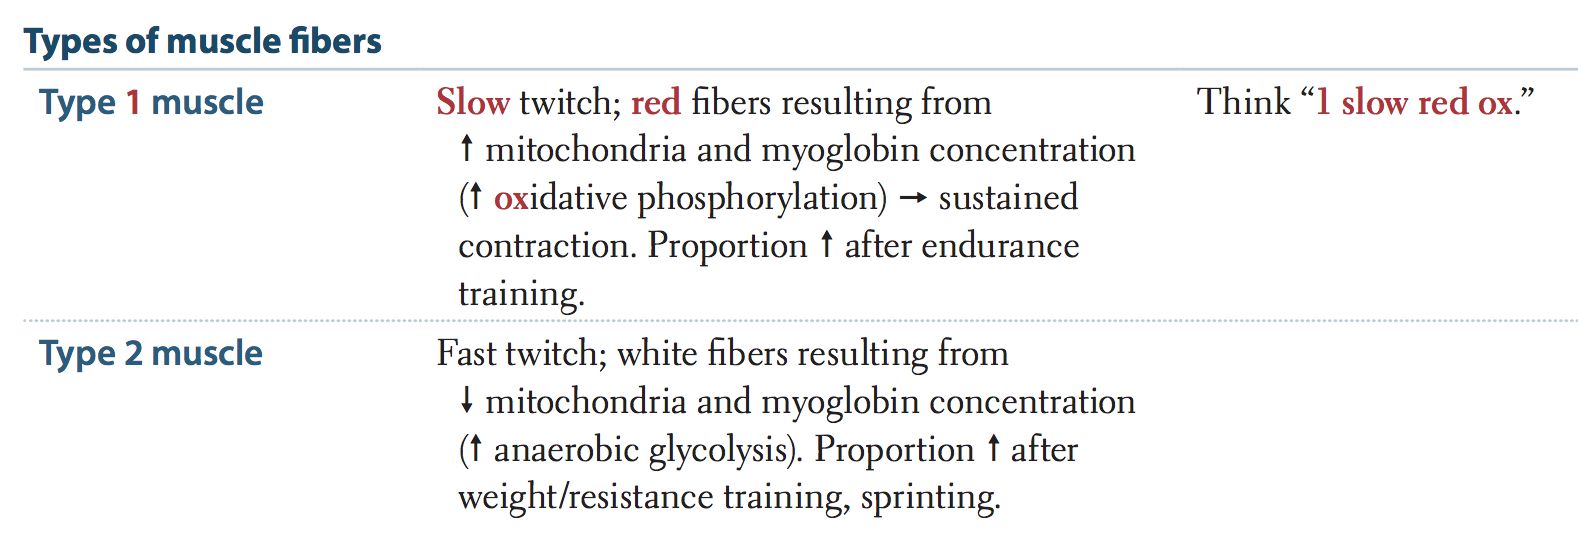 Types of muscle fibers
Type 1 muscle
Slow twitch; red fibers resulting from
↑ mitochondria and myoglobin concentration
(↑ oxidative phosphorylation) → sustained
contraction. Proportion ↑ after endurance
training.
Think “1 slow red ox.”
Type 2 muscle
Fast twitch; white fibers resulting from
↓ mitochondria and myoglobin concentration
(↑ anaerobic glycolysis). Proportion ↑ after
weight/resistance training, sprinting.